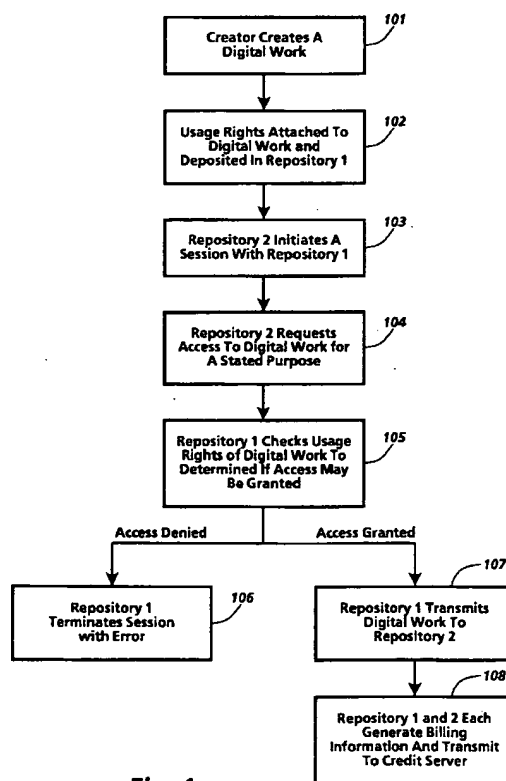 101
Creator Creates A
Digital Work
102
Usage Rights Attached To
Digital Work and
Deposited In Repository 1
103
Repository 2 Initiates A
Session With Repository 1
104
Repository 2 Requests
Access To Digital Work for
A Stated Purpose
105
Repository 1 Checks Usage
Rights of Digital Work To
Determined If Access May
Be Granted
Access Denied
Access Granted
106
Repository 1
Terminates Session
with Error
107
Repository 1 Transmits
Digital Work To
Repository 2
108
Repository 1 and 2 Each
Generate Billing
Information And Transmit
To Credit Server